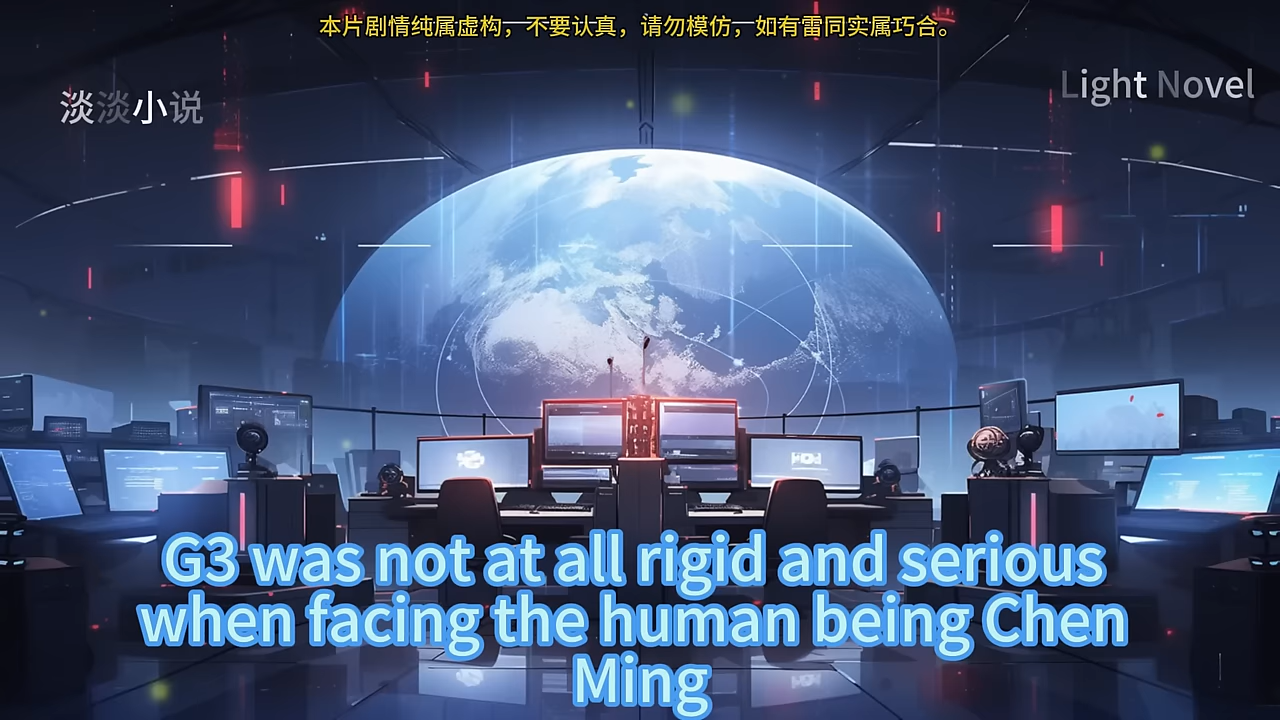 本片剧情纯属虚构，不要认真，请勿模仿，如有雷同实属巧合。
淡淡小说
Light Novel
G3 was not at all rigid and serious
when facing the human being Chen
Ming